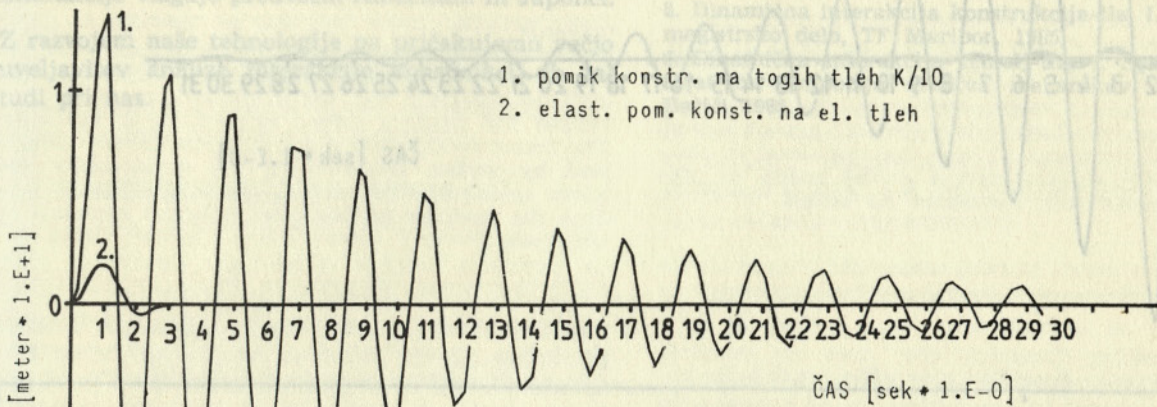 1. pomik konstr. na togih tleh K/10
2. elast. pom. konst. na el. tleh
1.
1
2.
0
1 2 3 4 5 6 7 8 9 10 11 12 13 14 15 16 17 18 19 20 21 22 23 24 25 26 27 28 29 30
[meter * 1.E+1]
ČAS [sek * 1.E-0]